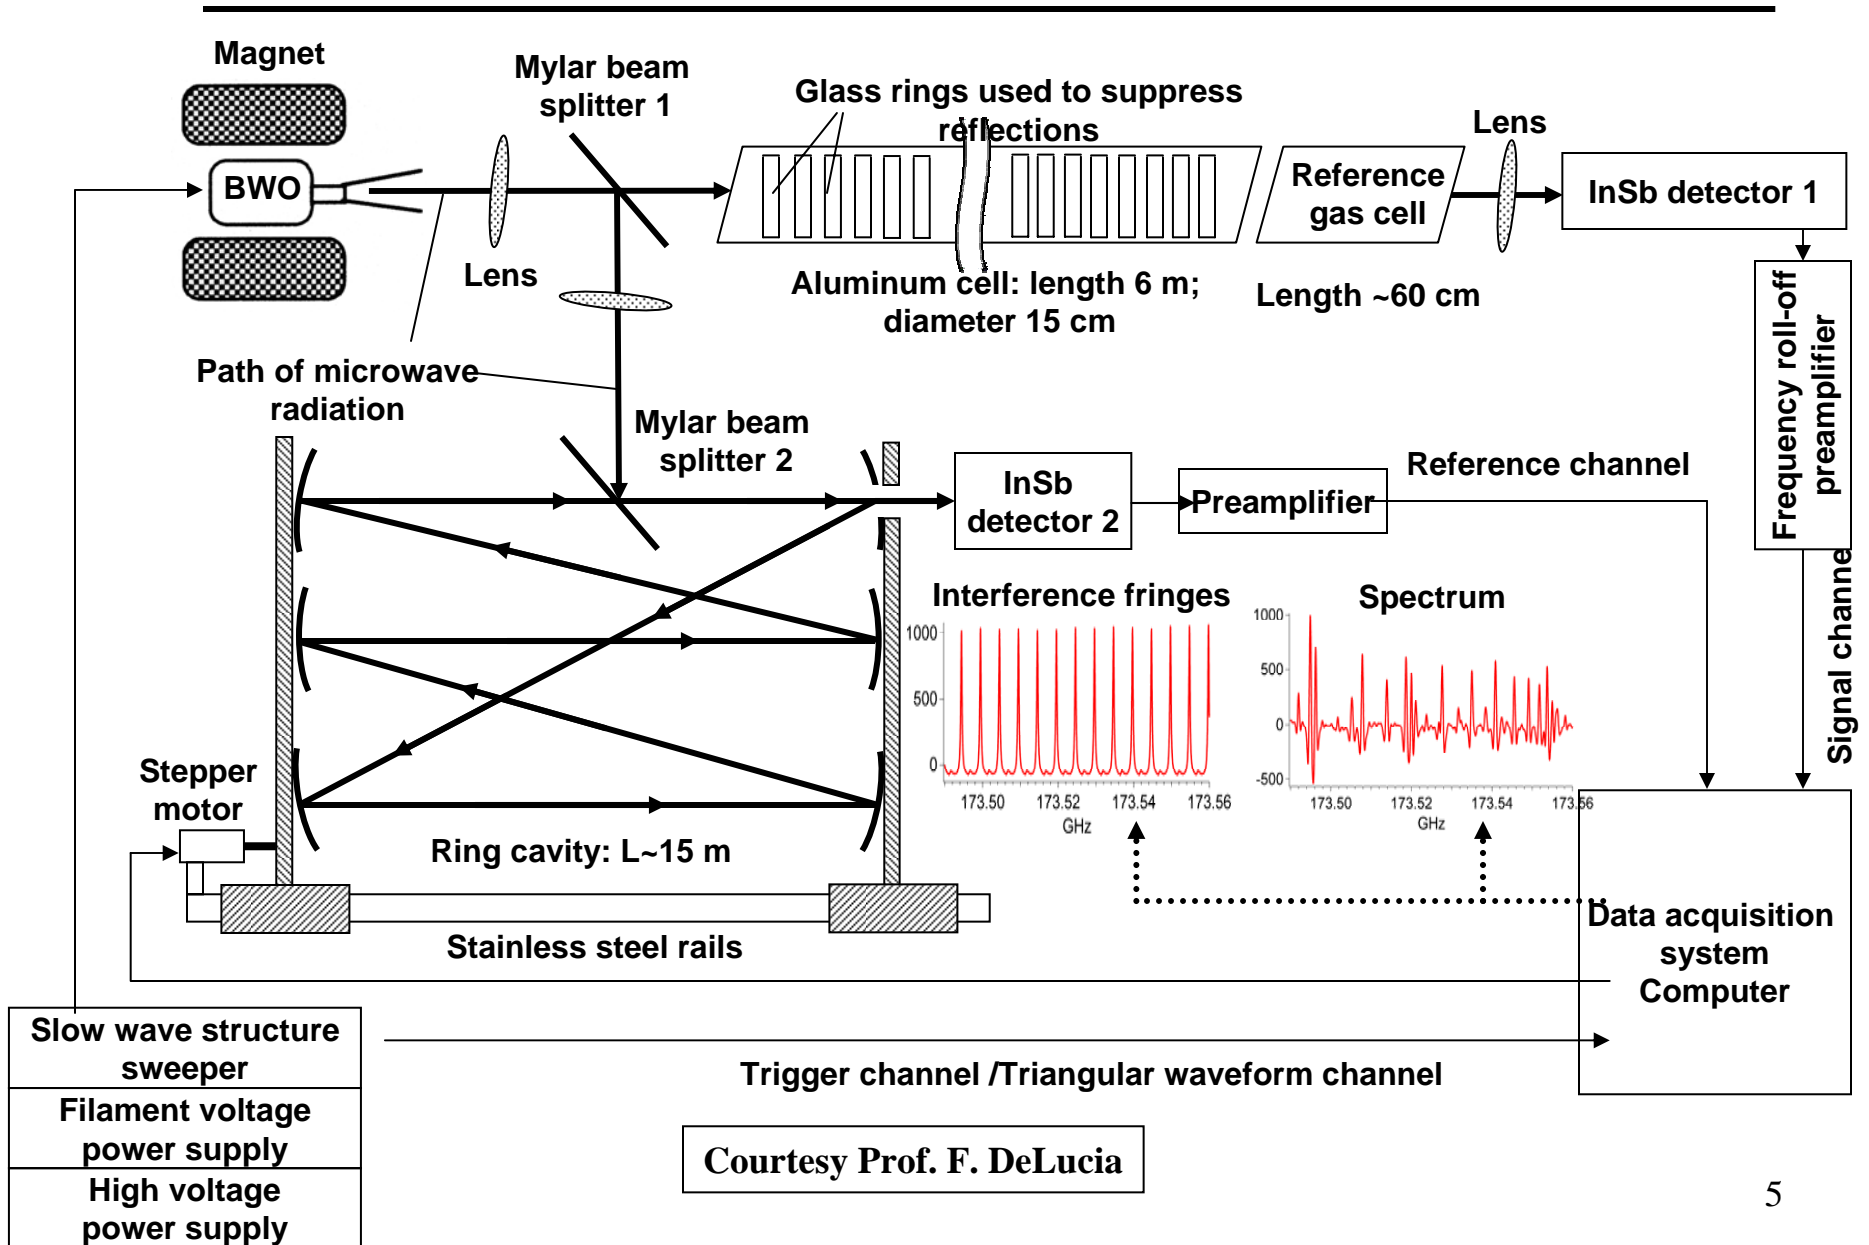 Magnet
Mylar beam
splitter 1
Glass rings used to suppress
reflections
Lens
BWO
Reference
gas cell
InSb detector 1
Lens
Aluminum cell: length 6 m;
diameter 15 cm
Length ~60 cm
Frequency roll-off
preamplifier
Path of microwave
radiation
Mylar beam
splitter 2
InSb
detector 2
Preamplifier
Reference channel
Signal channel
Interference fringes
1000
500
0
173.50
173.52
173.54
173.56
GHz
Spectrum
1000
500
0
-500
173.50
173.52
173.54
173.56
GHz
Stepper
motor
Ring cavity: L~15 m
Stainless steel rails
Data acquisition
system
Computer
Slow wave structure
sweeper
Filament voltage
power supply
High voltage
power supply
Trigger channel /Triangular waveform channel
Courtesy Prof. F. DeLucia
5